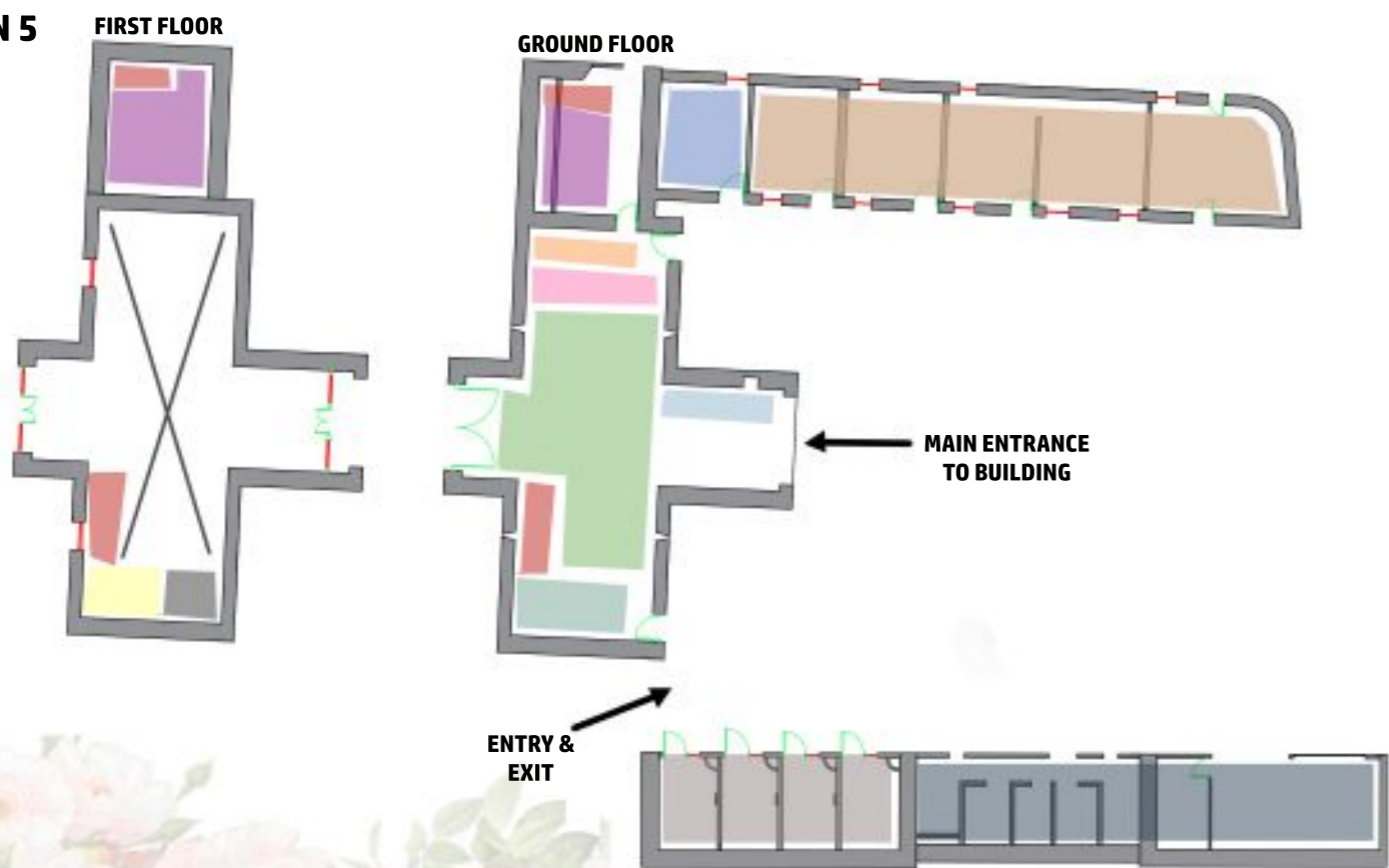 N 5
FIRST FLOOR
GROUND FLOOR
MAIN ENTRANCE
TO BUILDING
ENTRY &
EXIT